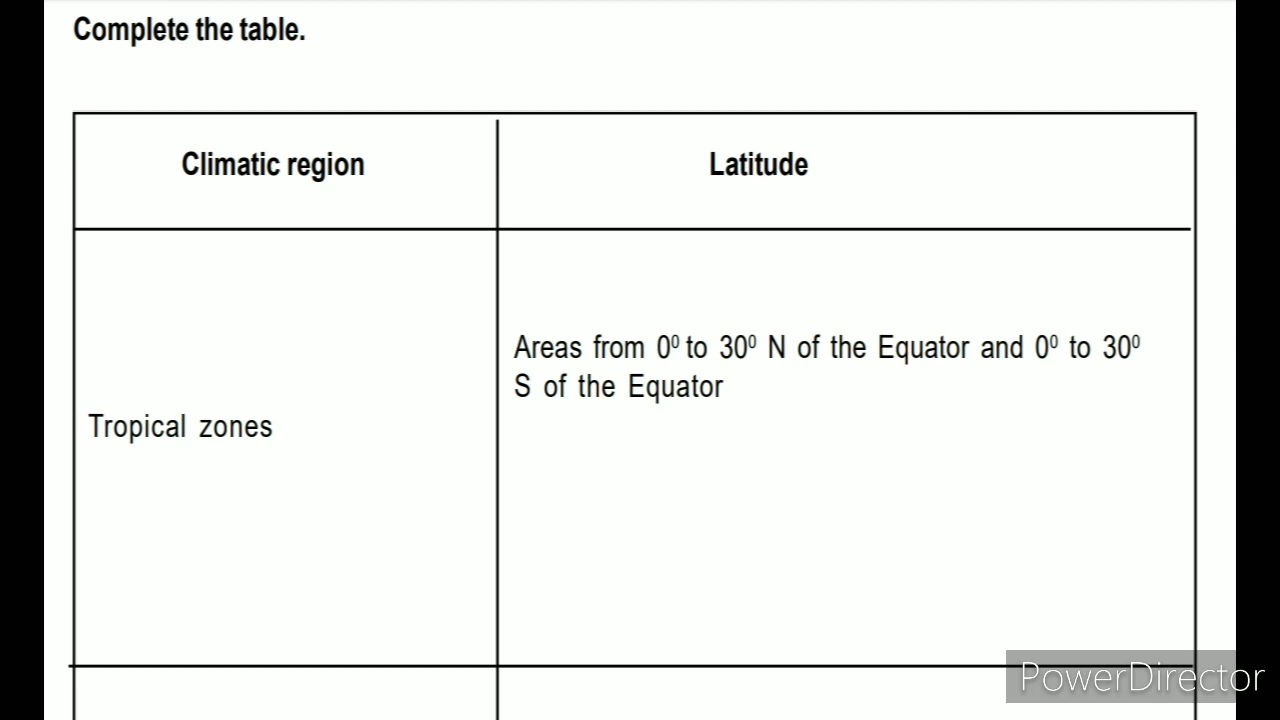 Complete the table.
Climatic region
Latitude
Areas from 0⁰ to 30⁰ N of the Equator and 0⁰ to 30⁰
S of the Equator
Tropical zones
PowerDirector